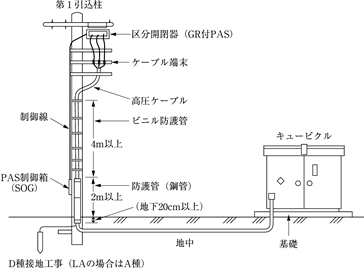 第1引込柱
区分開閉器（GR付PAS）
ケーブル端末
高圧ケーブル
制御線
ビニル防護管
4m以上
キュービクル
PAS制御箱
（SOG）
防護管（鋼管）
2m以上
（地下20cm以上）
地中
基礎
D種接地工事（LAの場合はA種）